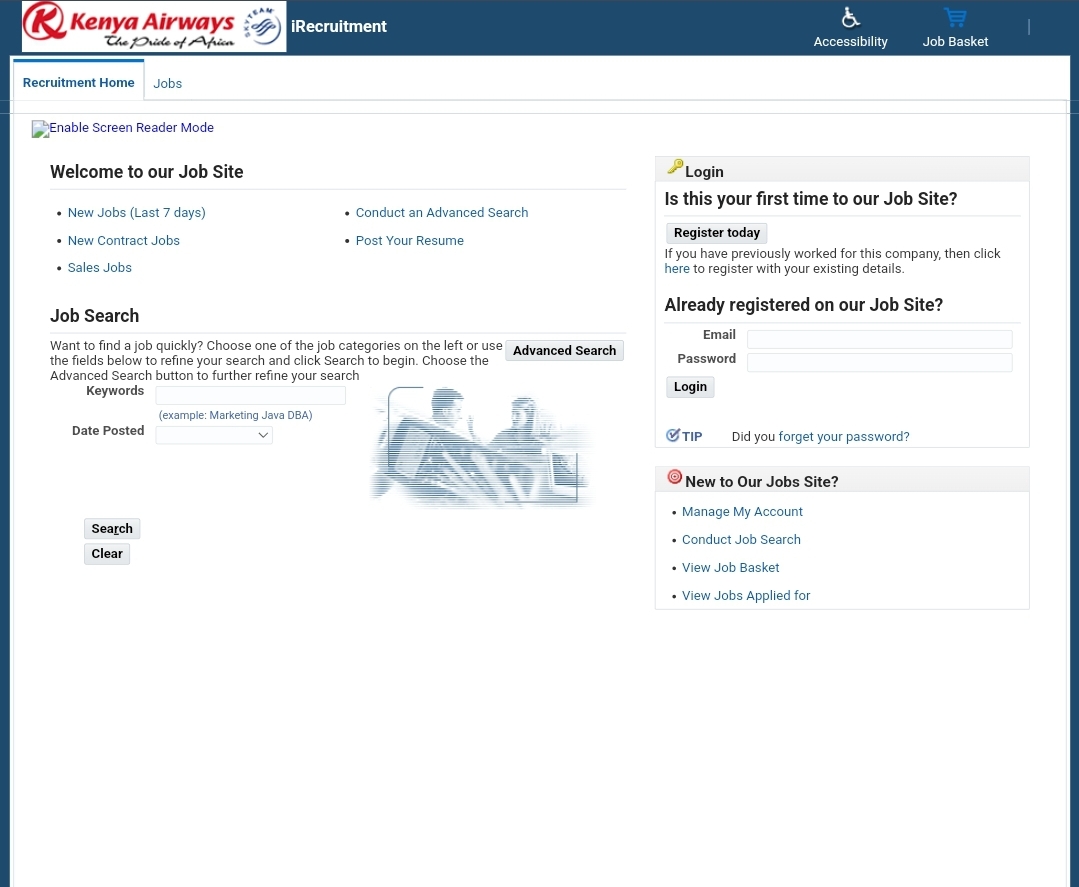 Kenya Airways
The Pride of Africa
SKYTEAM
iRecruitment
Accessibility
Job Basket
Recruitment Home
Jobs
Enable Screen Reader Mode
Welcome to our Job Site
New Jobs (Last 7 days)
Conduct an Advanced Search
New Contract Jobs
Post Your Resume
Sales Jobs
Job Search
Want to find a job quickly? Choose one of the job categories on the left or use
the fields below to refine your search and click Search to begin. Choose the
Advanced Search button to further refine your search
Advanced Search
Keywords
(example: Marketing Java DBA)
Date Posted
Search
Clear
Login
Is this your first time to our Job Site?
Register today
If you have previously worked for this company, then click
here to register with your existing details.
Already registered on our Job Site?
Email
Password
Login
TIP Did you forget your password?
New to Our Jobs Site?
Manage My Account
Conduct Job Search
View Job Basket
View Jobs Applied for